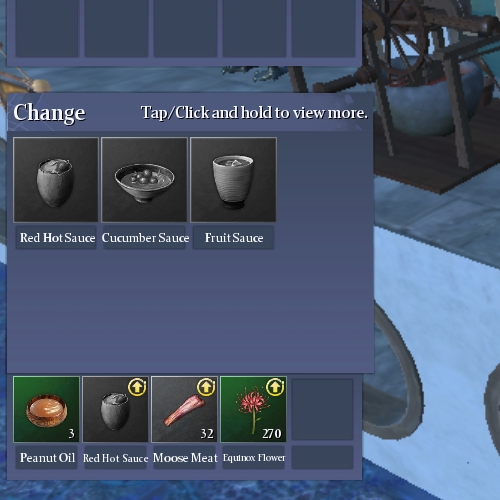 Change
Tap/Click and hold to view more.
Red Hot Sauce
Cucumber Sauce
Fruit Sauce
3
32
270
Peanut Oil
Red Hot Sauce
Moose Meat
Equinox Flower